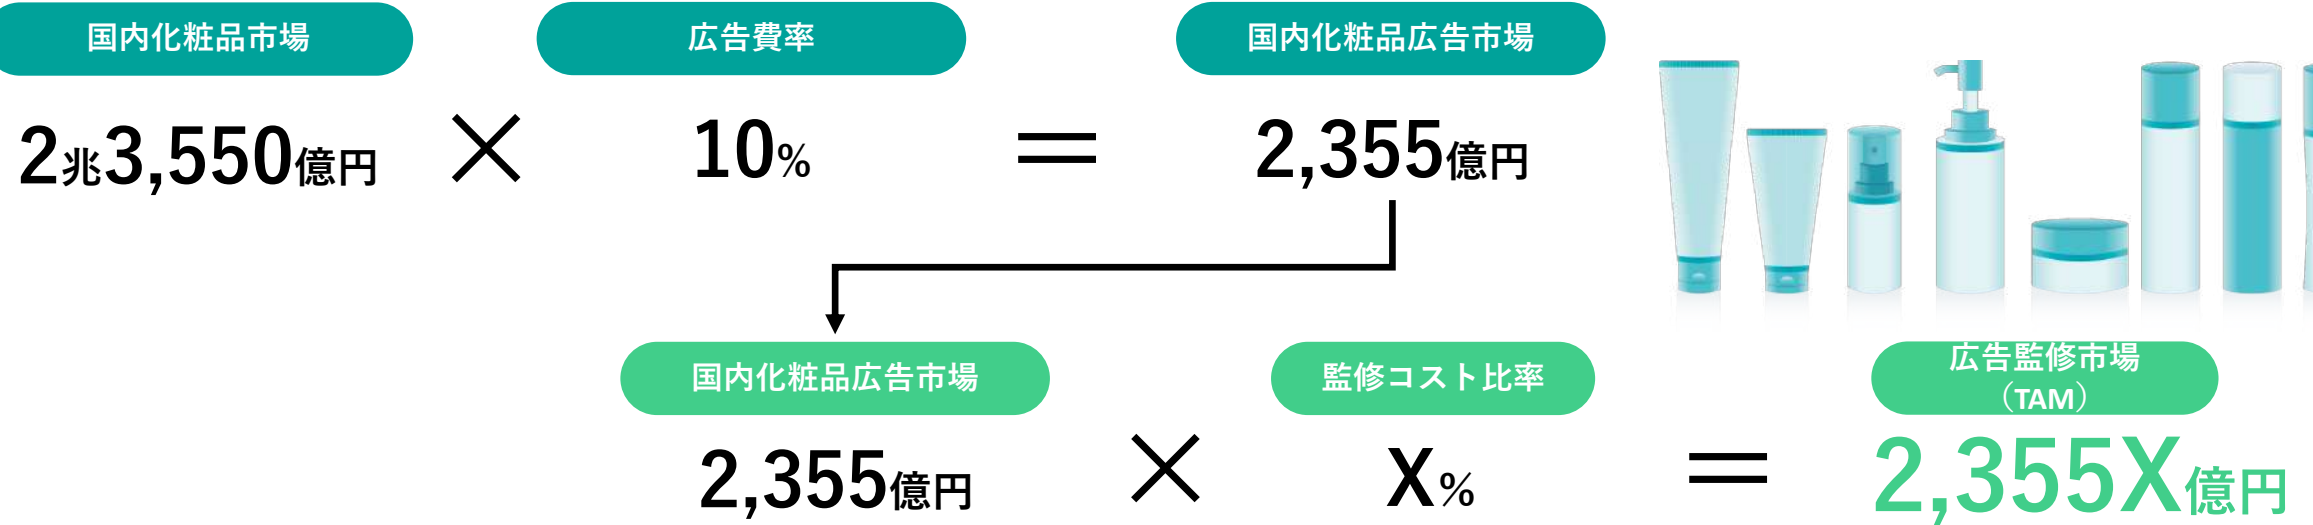 国内化粧品市場
広告費率
国内化粧品広告市場
2兆3,550億円
×
10%
=
2,355億円
国内化粧品広告市場
監修コスト比率
広告監修市場
（TAM）
2,355億円
×
X%
=
2,355X億円